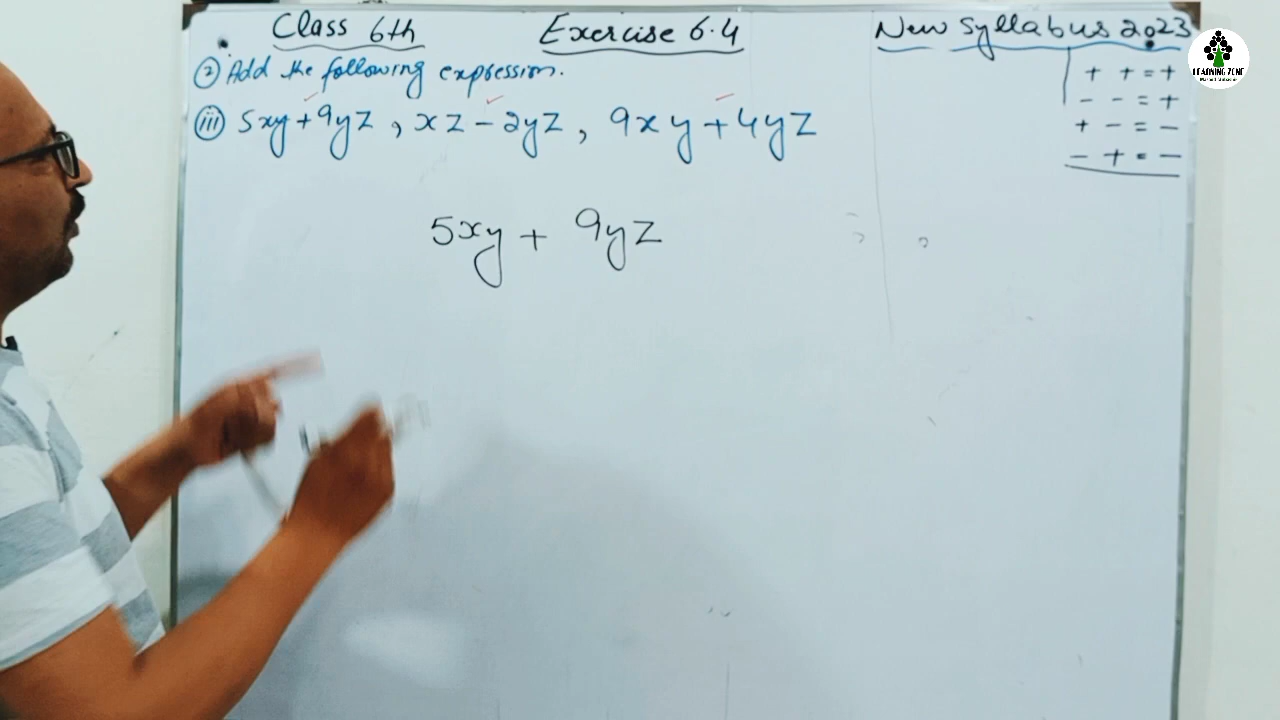 Class 6th Exercise 6.4 New Syllabus 2023
② Add the following expression.
iii 5xy + 9yz, xz - 2yz, 9xy + 4yz
5xy + 9yz
+ + = +
- - = +
+ - = -
- + = -
LEARNING ZONE